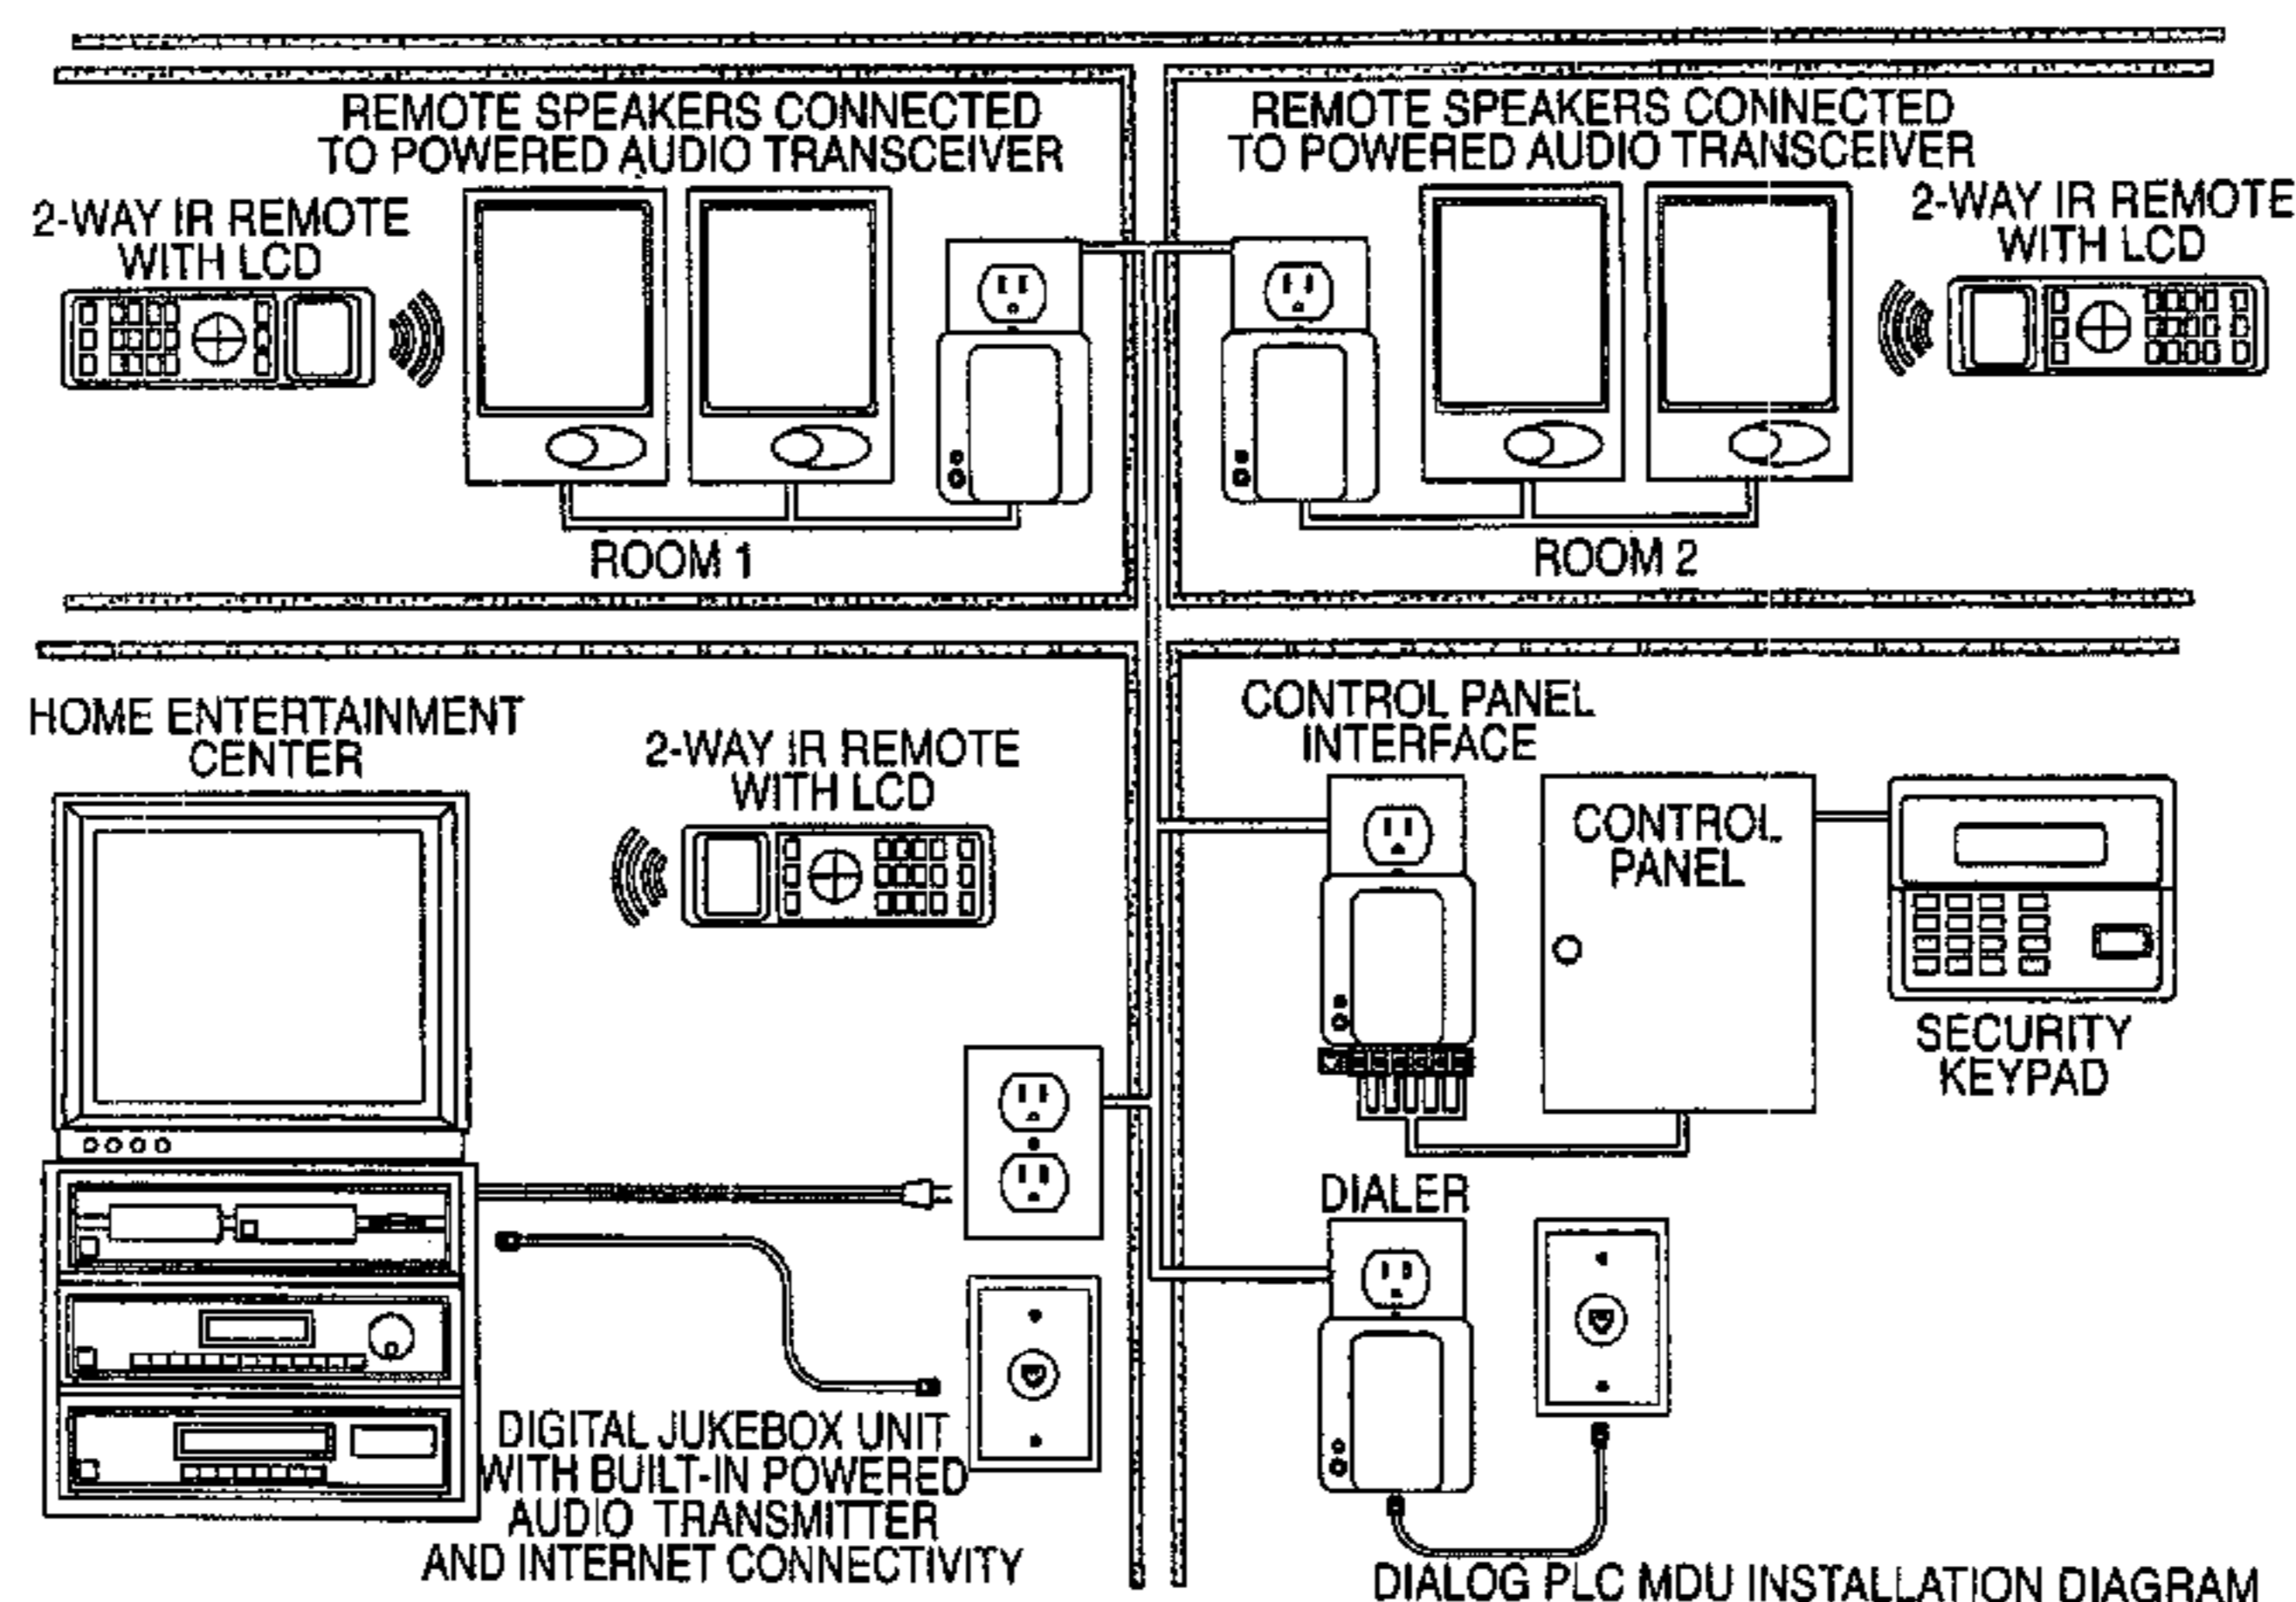 REMOTE SPEAKERS CONNECTED
TO POWERED AUDIO TRANSCEIVER
2-WAY IR REMOTE
WITH LCD
ROOM 1
REMOTE SPEAKERS CONNECTED
TO POWERED AUDIO TRANSCEIVER
2-WAY IR REMOTE
WITH LCD
ROOM 2
HOME ENTERTAINMENT
CENTER
2-WAY IR REMOTE
WITH LCD
DIGITAL JUKEBOX UNIT
WITH BUILT-IN POWERED
AUDIO TRANSMITTER
AND INTERNET CONNECTIVITY
CONTROL PANEL
INTERFACE
CONTROL
PANEL
SECURITY
KEYPAD
DIALER
DIALOG PLC MDU INSTALLATION DIAGRAM